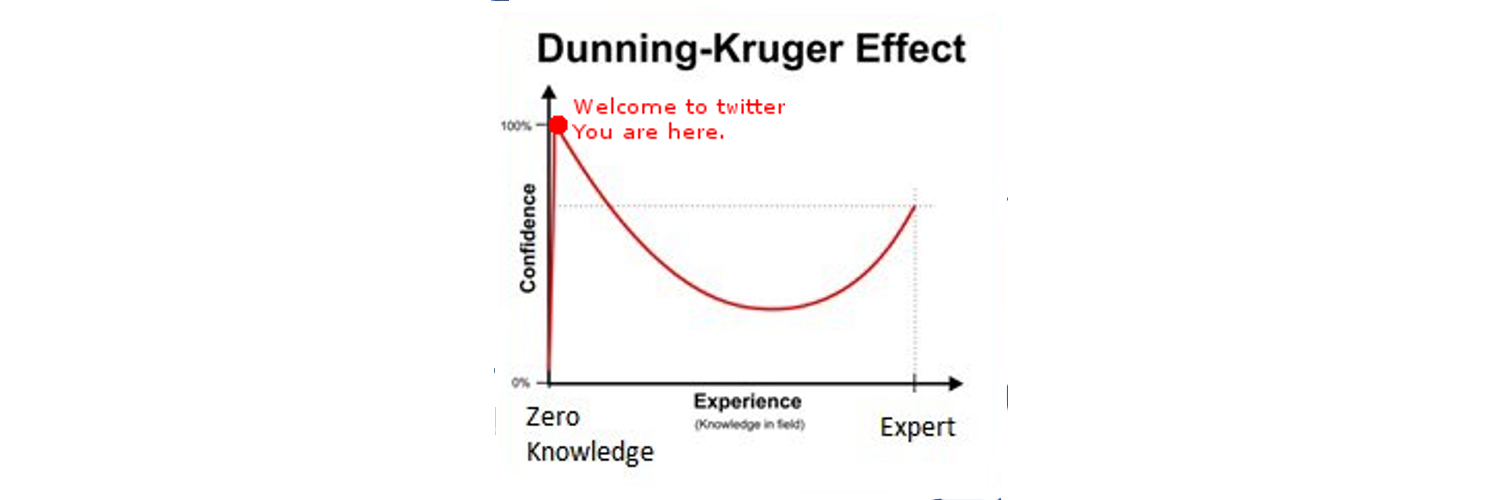 Dunning-Kruger Effect
Welcome to twitter
100%
You are here.
Confidence
0%
Experience
(Knowledge in field)
Zero
Knowledge
Expert